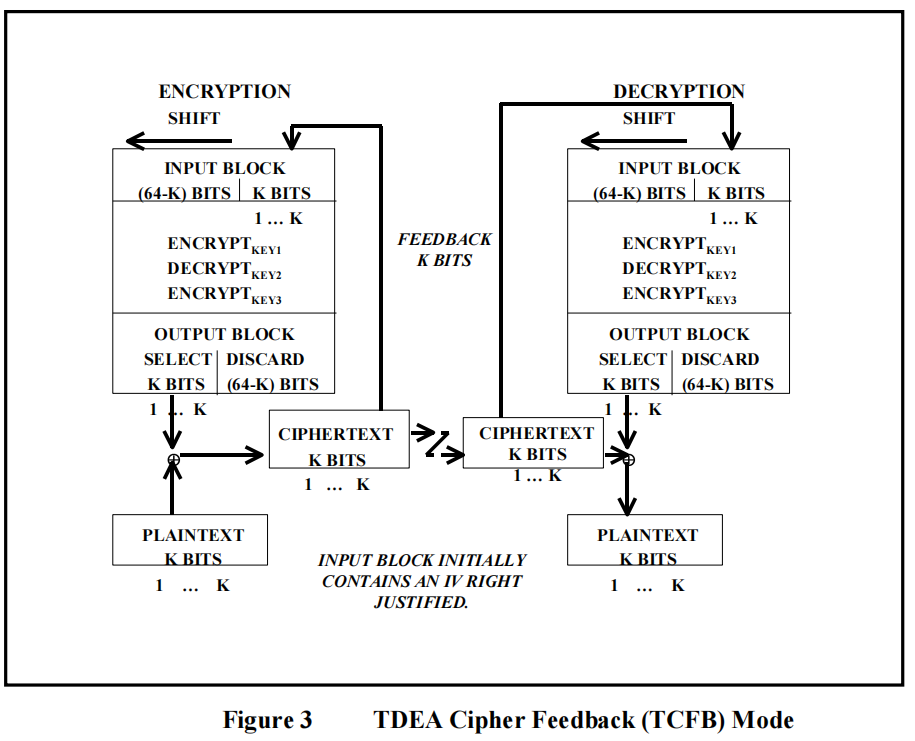 ENCRYPTION
SHIFT
INPUT BLOCK
(64-K) BITS K BITS
1 ... K
ENCRYPTKEY1
DECRYPTKEY2
ENCRYPTKEY3
OUTPUT BLOCK
SELECT DISCARD
K BITS (64-K) BITS
1 ... K
CIPHERTEXT
K BITS
1 ... K
PLAINTEXT
K BITS
1 ... K
FEEDBACK
K BITS
DECRYPTION
SHIFT
INPUT BLOCK
(64-K) BITS K BITS
1 ... K
ENCRYPTKEY1
DECRYPTKEY2
ENCRYPTKEY3
OUTPUT BLOCK
SELECT DISCARD
K BITS (64-K) BITS
1 ... K
CIPHERTEXT
K BITS
1 ... K
PLAINTEXT
K BITS
1 ... K
INPUT BLOCK INITIALLY
CONTAINS AN IV RIGHT
JUSTIFIED.
Figure 3 TDEA Cipher Feedback (TCFB) Mode